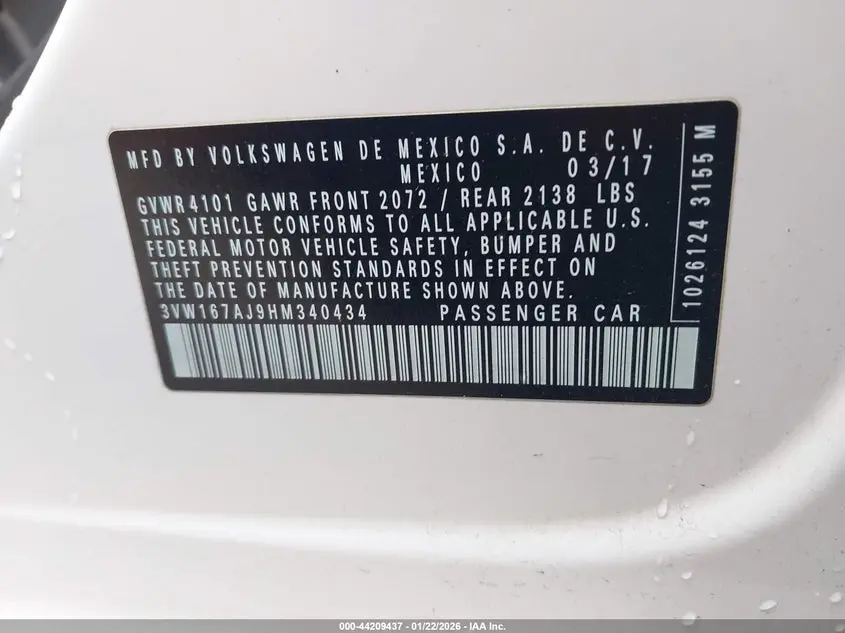 MFD BY VOLKSWAGEN DE MEXICO S.A. DE C.V.
MEXICO 03/17
GVWR 4101 GAWR FRONT 2072 / REAR 2138 LBS
THIS VEHICLE CONFORMS TO ALL APPLICABLE U.S.
FEDERAL MOTOR VEHICLE SAFETY, BUMPER AND
THEFT PREVENTION STANDARDS IN EFFECT ON
THE DATE OF MANUFACTURE SHOWN ABOVE.
3VW167AJ9HM340434 PASSENGER CAR
1026124 3155 M
000-44209437 - 01/22/2026 - IAA Inc.